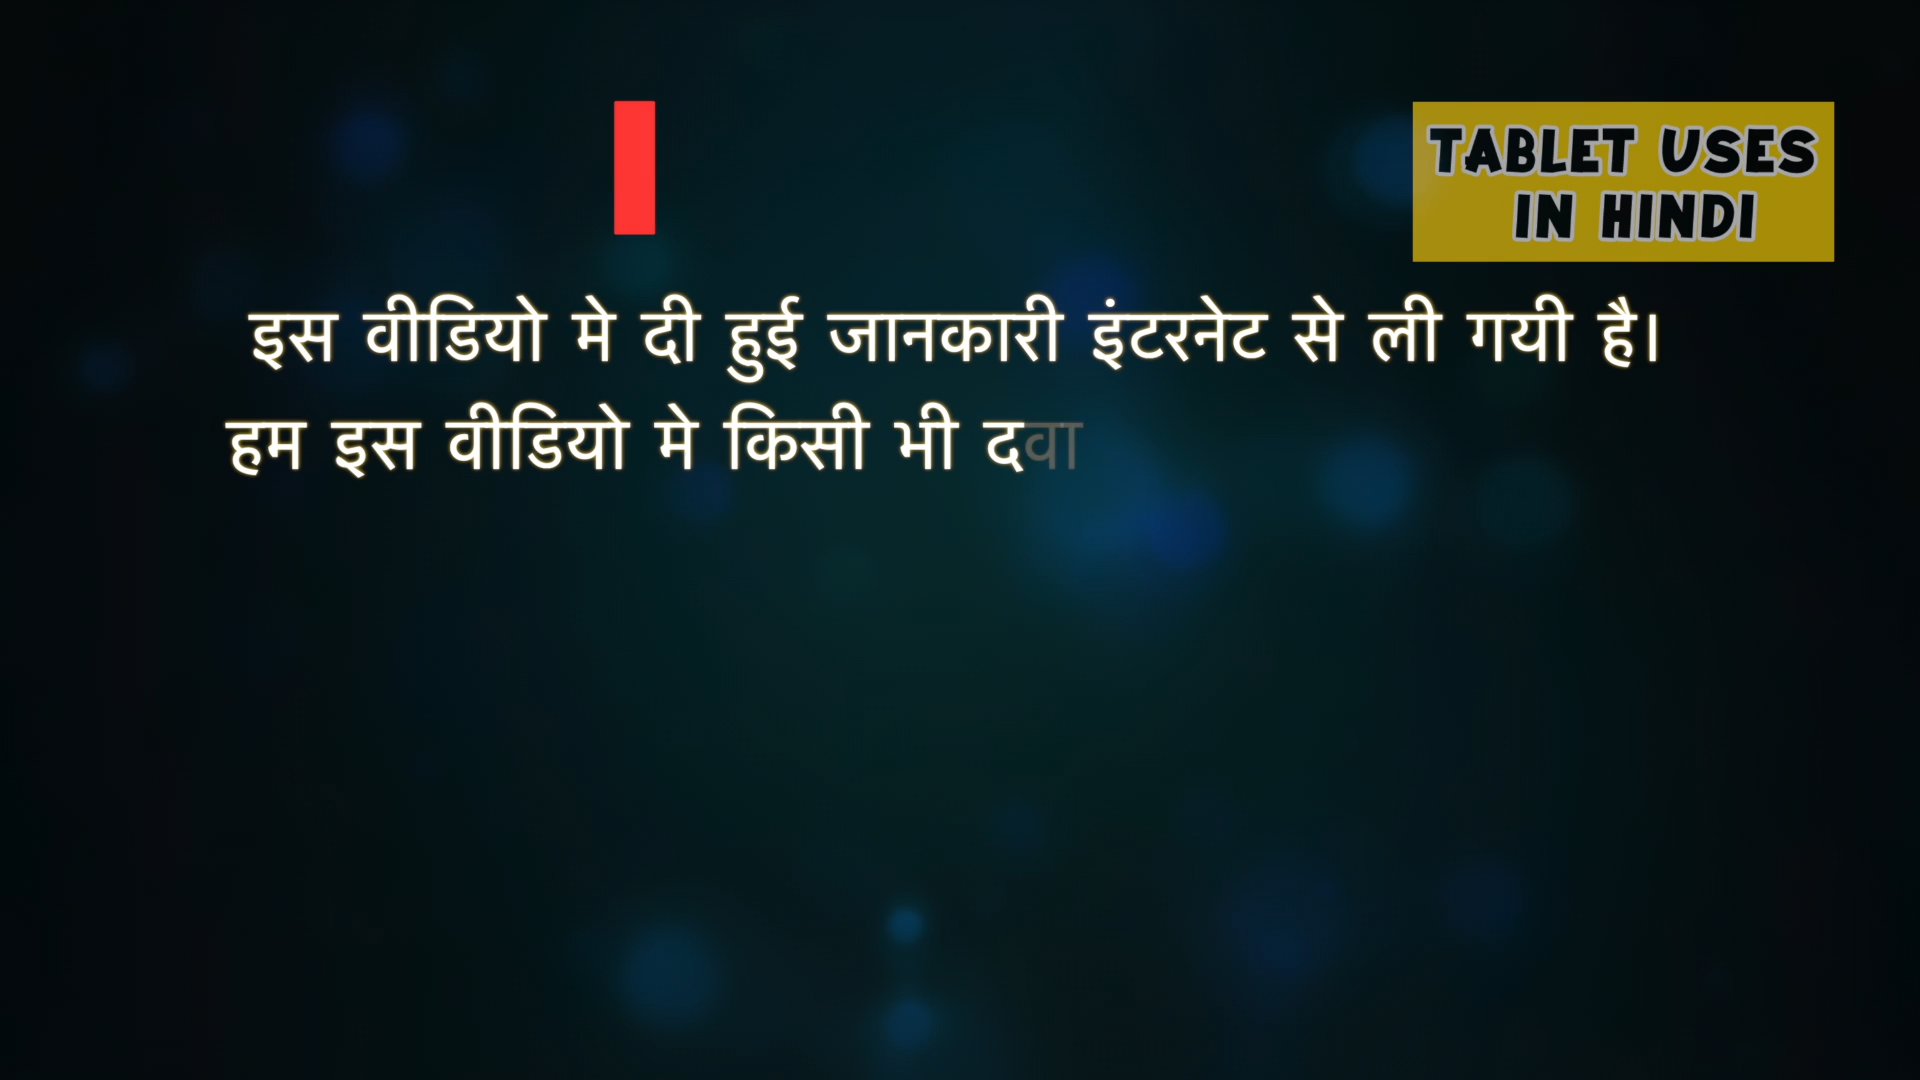 TABLET USES
IN HINDI
इस वीडियो मे दी हुई जानकारी इंटरनेट से ली गयी है।
हम इस वीडियो मे किसी भी दवा